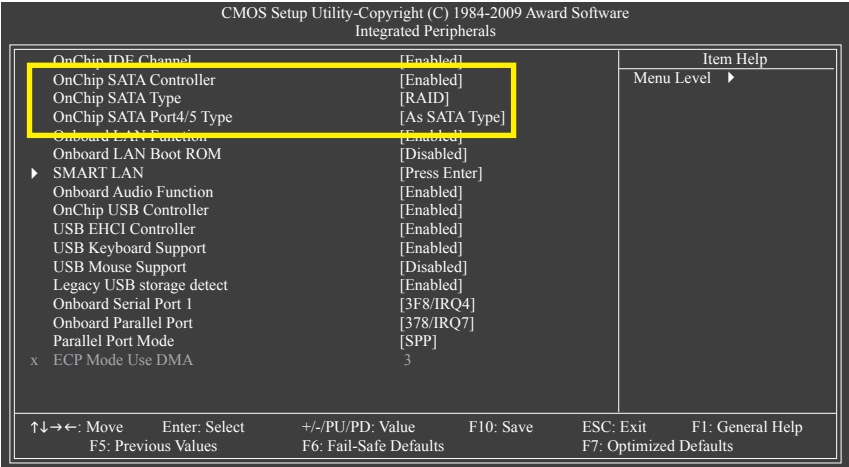 CMOS Setup Utility-Copyright (C) 1984-2009 Award Software
Integrated Peripherals
OnChip IDE Channel [Enabled]
OnChip SATA Controller [Enabled]
OnChip SATA Type [RAID]
OnChip SATA Port4/5 Type [As SATA Type]
Onboard LAN Function [Enabled]
Onboard LAN Boot ROM [Disabled]
SMART LAN [Press Enter]
Onboard Audio Function [Enabled]
OnChip USB Controller [Enabled]
USB EHCI Controller [Enabled]
USB Keyboard Support [Enabled]
USB Mouse Support [Disabled]
Legacy USB storage detect [Enabled]
Onboard Serial Port 1 [3F8/IRQ4]
Onboard Parallel Port [378/IRQ7]
Parallel Port Mode [SPP]
x ECP Mode Use DMA 3
Item Help
Menu Level
↑↓→←: Move Enter: Select +/-/PU/PD: Value F10: Save ESC: Exit F1: General Help
F5: Previous Values F6: Fail-Safe Defaults F7: Optimized Defaults